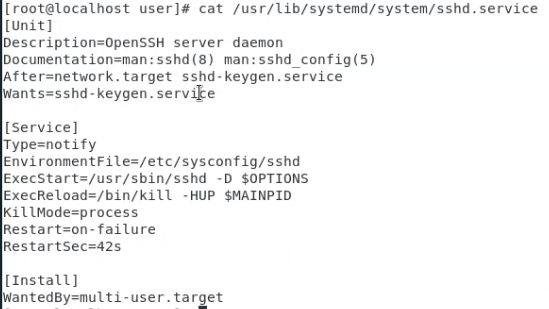 [root@localhost user]# cat /usr/lib/systemd/system/sshd.service
[Unit]
Description=OpenSSH server daemon
Documentation=man:sshd(8) man:sshd_config(5)
After=network.target sshd-keygen.service
Wants=sshd-keygen.service
[Service]
Type=notify
EnvironmentFile=/etc/sysconfig/sshd
ExecStart=/usr/sbin/sshd -D $OPTIONS
ExecReload=/bin/kill -HUP $MAINPID
KillMode=process
Restart=on-failure
RestartSec=42s
[Install]
WantedBy=multi-user.target